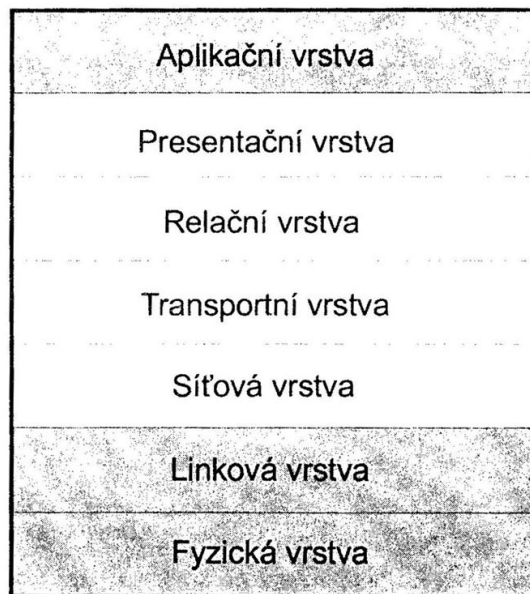 Aplikační vrstva
Presentační vrstva
Relační vrstva
Transportní vrstva
Síťová vrstva
Linková vrstva
Fyzická vrstva